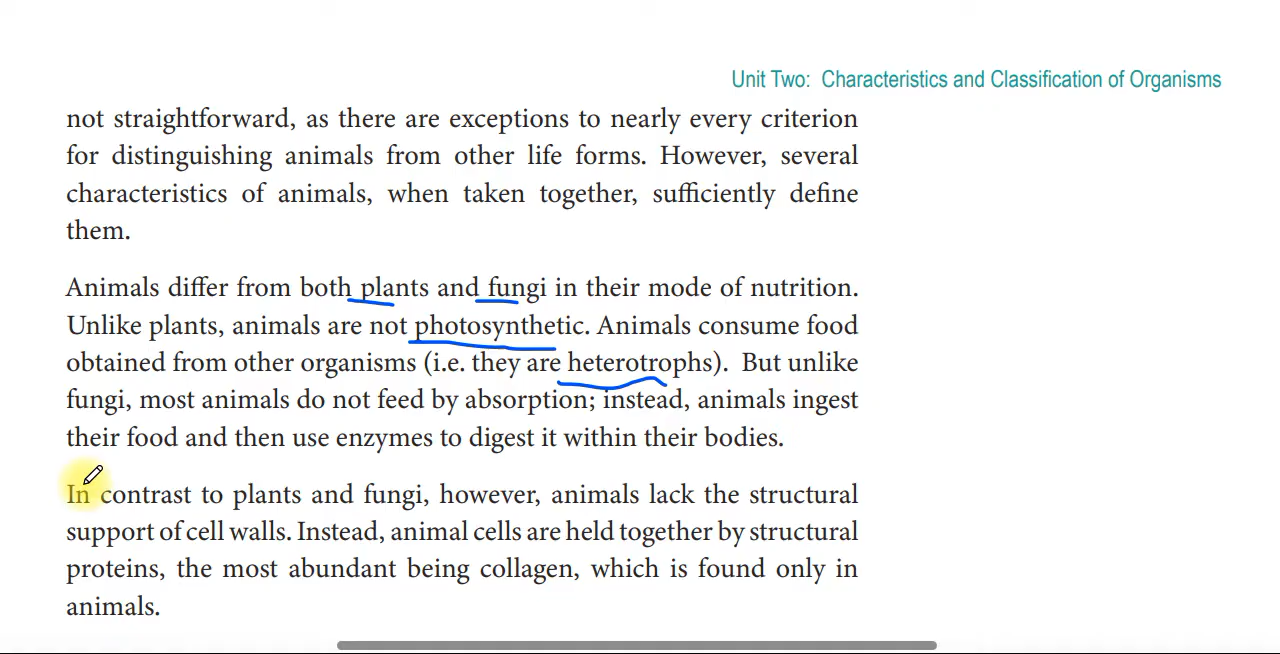 Unit Two: Characteristics and Classification of Organisms
not straightforward, as there are exceptions to nearly every criterion
for distinguishing animals from other life forms. However, several
characteristics of animals, when taken together, sufficiently define
them.
Animals differ from both plants and fungi in their mode of nutrition.
Unlike plants, animals are not photosynthetic. Animals consume food
obtained from other organisms (i.e. they are heterotrophs). But unlike
fungi, most animals do not feed by absorption; instead, animals ingest
their food and then use enzymes to digest it within their bodies.
In contrast to plants and fungi, however, animals lack the structural
support of cell walls. Instead, animal cells are held together by structural
proteins, the most abundant being collagen, which is found only in
animals.